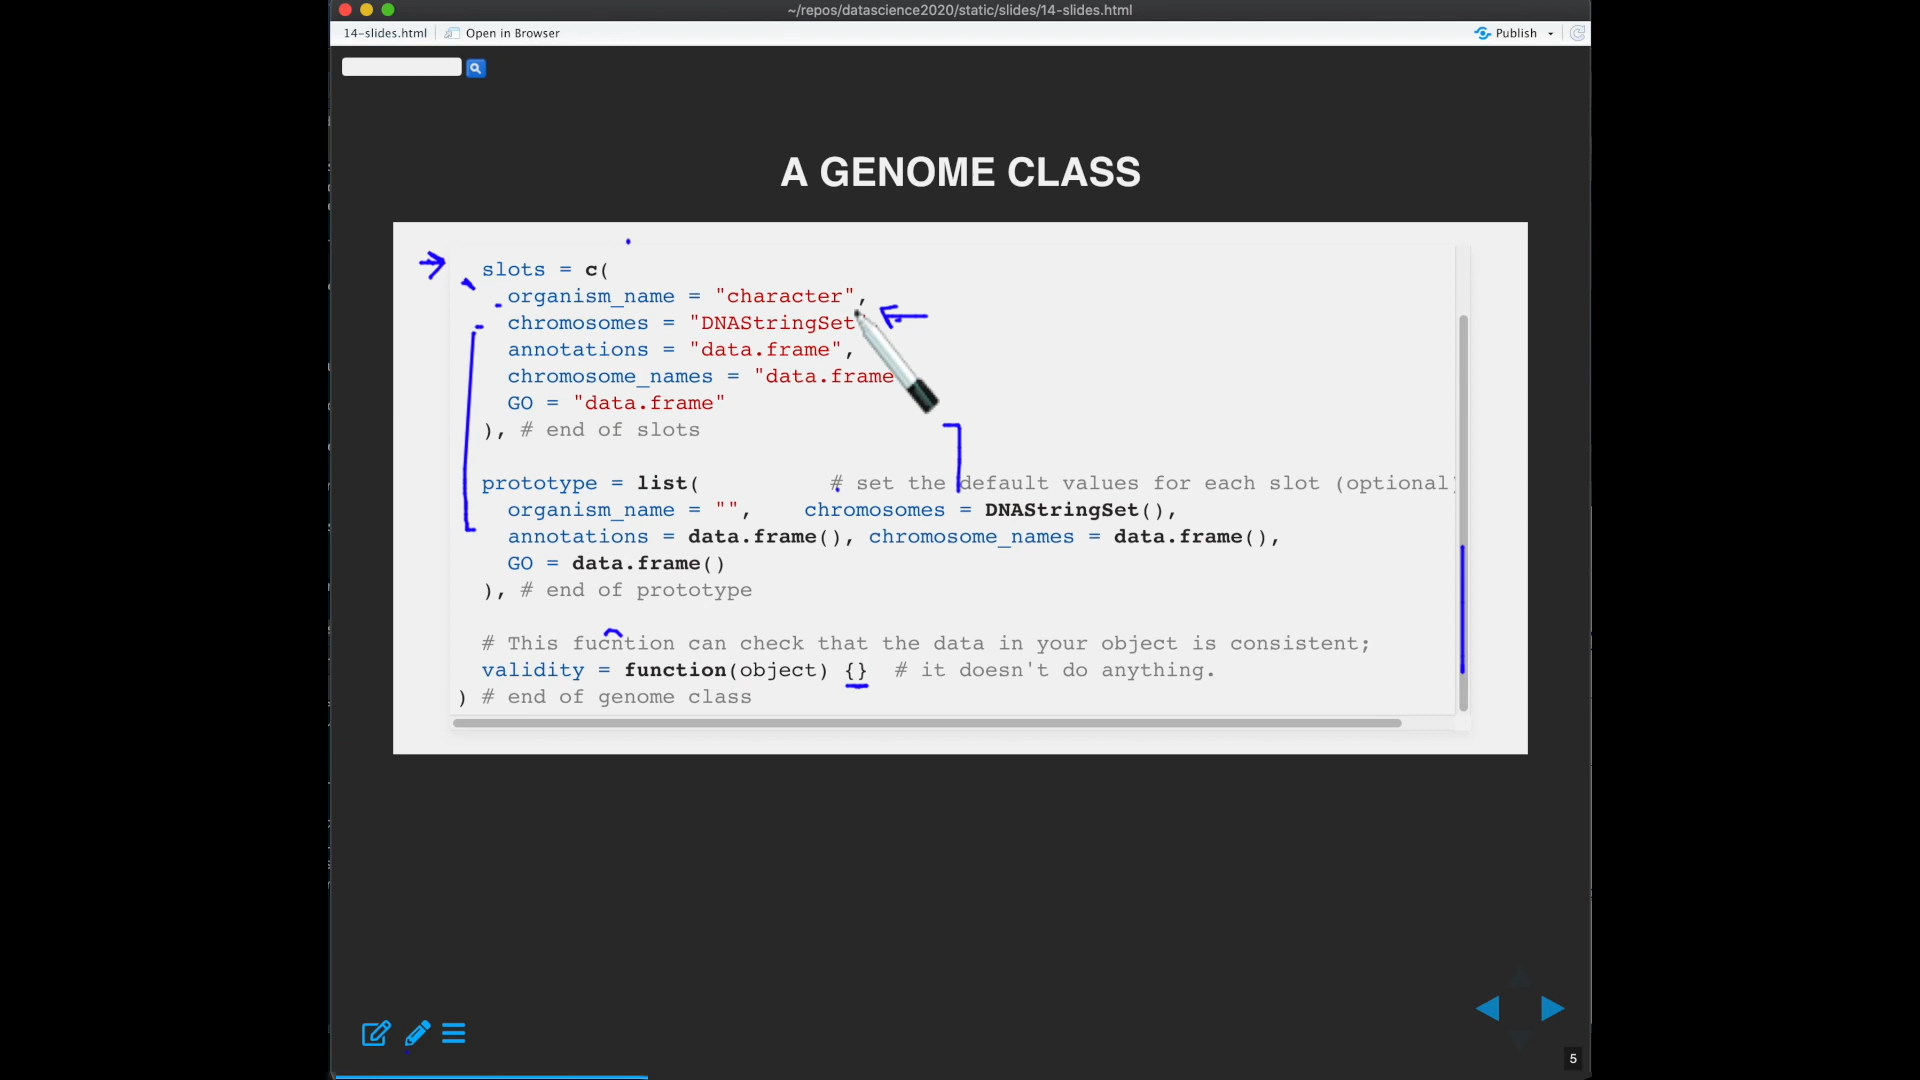 ~/repos/datascience2020/static/slides/14-slides.html
14-slides.html Open in Browser Publish
A GENOME CLASS
slots = c(
organism_name = "character",
chromosomes = "DNAStringSet
annotations = "data.frame",
chromosome_names = "data.frame
GO = "data.frame"
), # end of slots
prototype = list( # set the default values for each slot (optional)
organism_name = "", chromosomes = DNAStringSet(),
annotations = data.frame(), chromosome_names = data.frame(),
GO = data.frame()
), # end of prototype
# This fucntion can check that the data in your object is consistent;
validity = function(object) {} # it doesn't do anything.
) # end of genome class
5